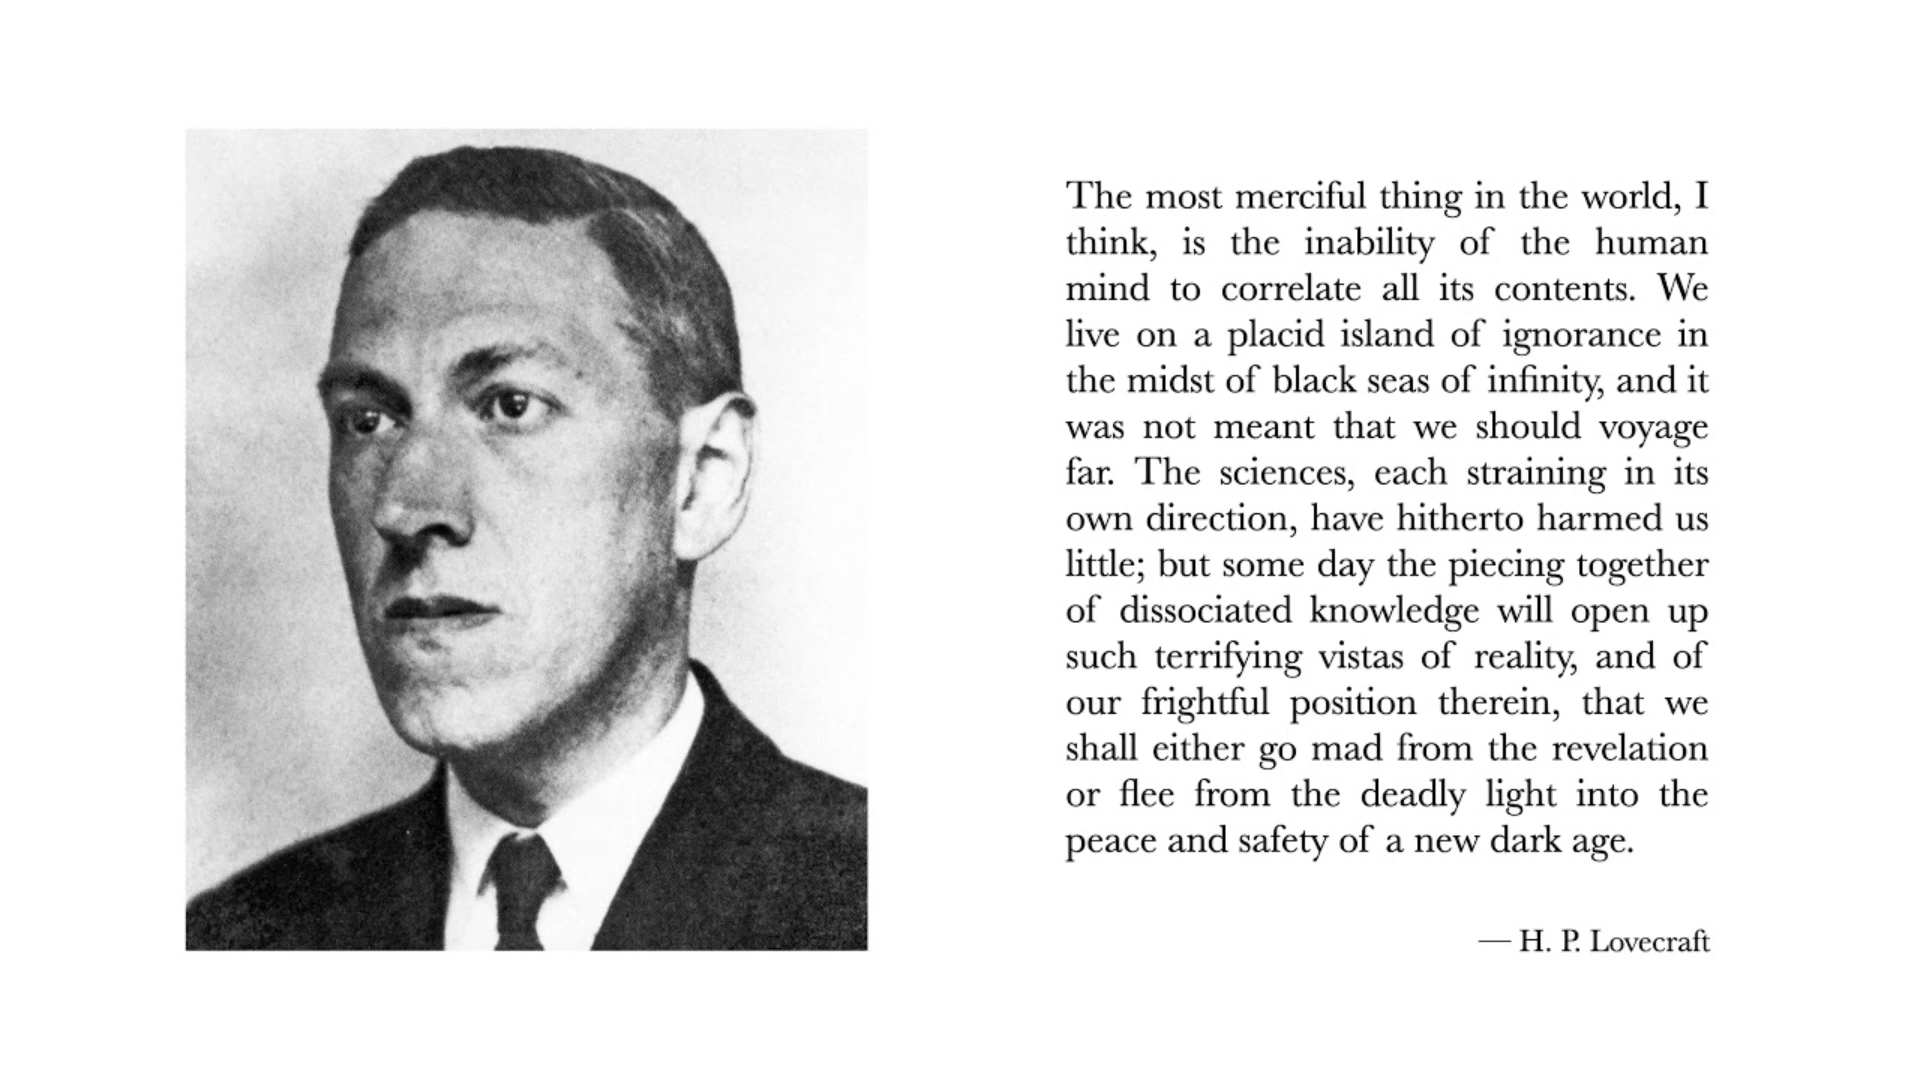 The most merciful thing in the world, I
think, is the inability of the human
mind to correlate all its contents. We
live on a placid island of ignorance in
the midst of black seas of infinity, and it
was not meant that we should voyage
far. The sciences, each straining in its
own direction, have hitherto harmed us
little; but some day the piecing together
of dissociated knowledge will open up
such terrifying vistas of reality, and of
our frightful position therein, that we
shall either go mad from the revelation
or flee from the deadly light into the
peace and safety of a new dark age.
— H. P. Lovecraft